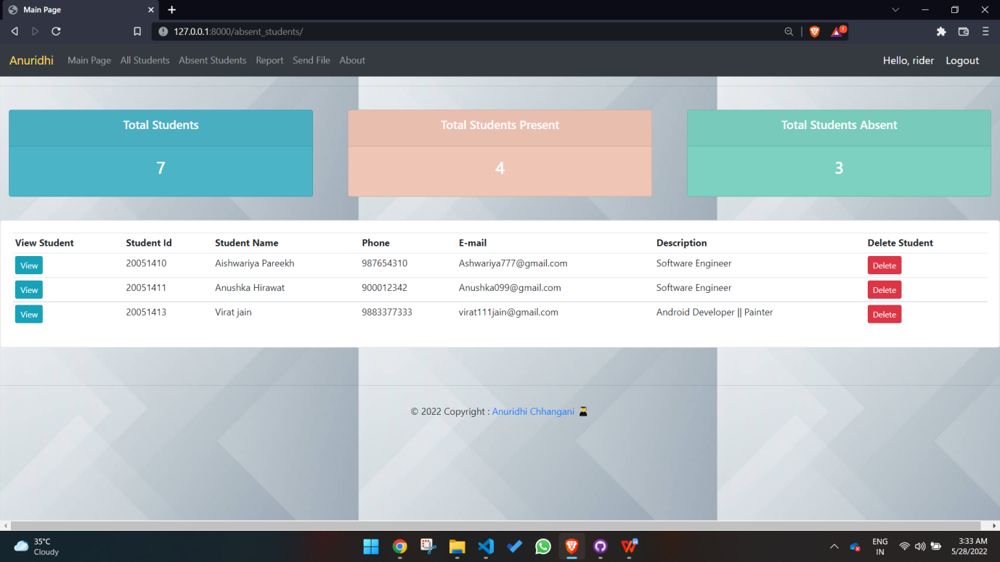 Main Page
127.0.0.1:8000/absent_students/
1
Anuridhi Main Page All Students Absent Students Report Send File About Hello, rider Logout
Total Students Total Students Present Total Students Absent
7 4 3
View Student Student Id Student Name Phone E-mail Description Delete Student
View 20051410 Aishwariya Pareekh 987654310 Ashwariya777@gmail.com Software Engineer Delete
View 20051411 Anushka Hirawat 900012342 Anushka099@gmail.com Software Engineer Delete
View 20051413 Virat jain 9883377333 virat111jain@gmail.com Android Developer || Painter Delete
© 2022 Copyright : Anuridhi Chhangani
35°C ENG 3:33 AM
Cloudy IN 5/28/2022